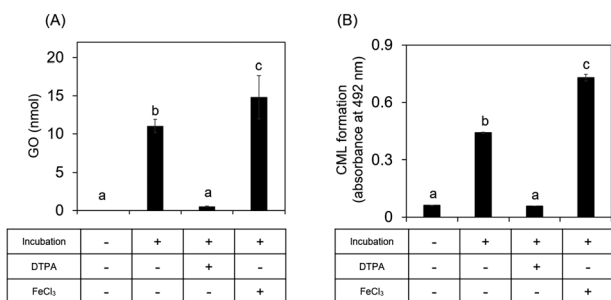 (A)
GO (nmol)
20
15
10
5
0
a
b
a
c
Incubation - + + +
DTPA - - + -
FeCl₃ - - - +
(B)
CML formation
(absorbance at 492 nm)
0.9
0.6
0.3
0
a
b
a
c
Incubation - + + +
DTPA - - + -
FeCl₃ - - - +